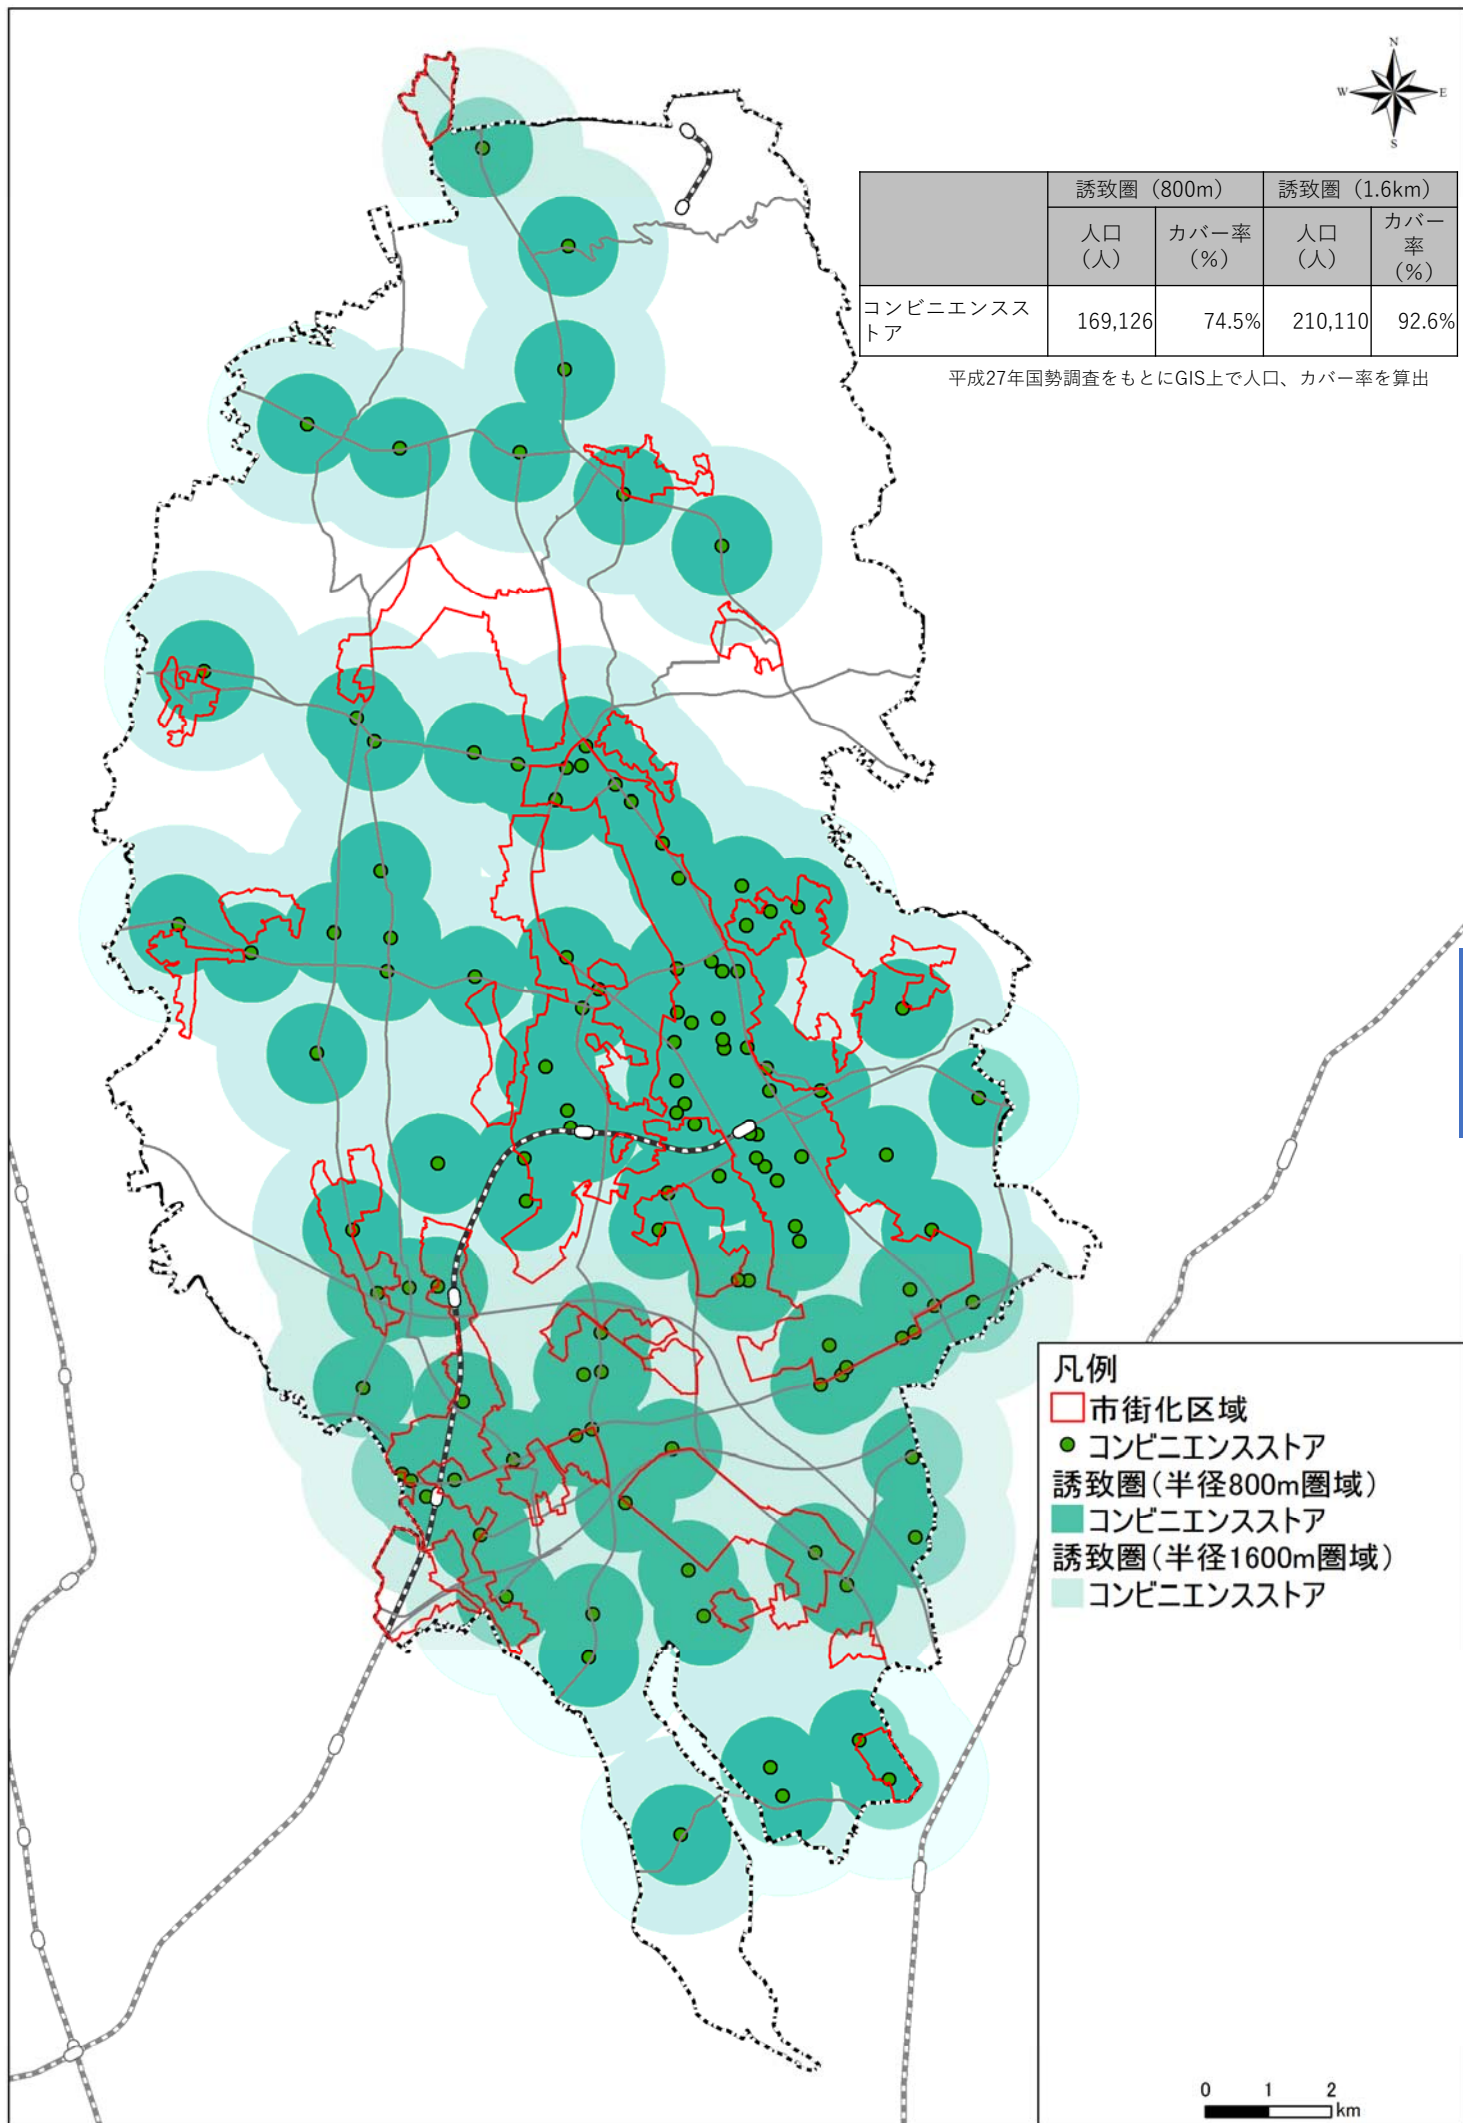 N
W E
S
誘致圏（800m） 誘致圏（1.6km）
人口 カバー率 人口 カバー
（人） （%） （人） 率
（%）
コンビニエンスス
トア 169,126 74.5% 210,110 92.6%
平成27年国勢調査をもとにGIS上で人口、カバー率を算出
凡例
市街化区域
コンビニエンスストア
誘致圏（半径800m圏域）
コンビニエンスストア
誘致圏（半径1600m圏域）
コンビニエンスストア
0 1 2
km